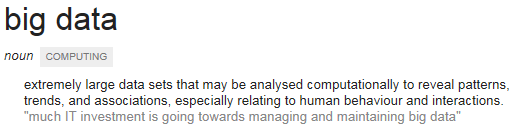 big data
noun COMPUTING
extremely large data sets that may be analysed computationally to reveal patterns,
trends, and associations, especially relating to human behaviour and interactions.
"much IT investment is going towards managing and maintaining big data"